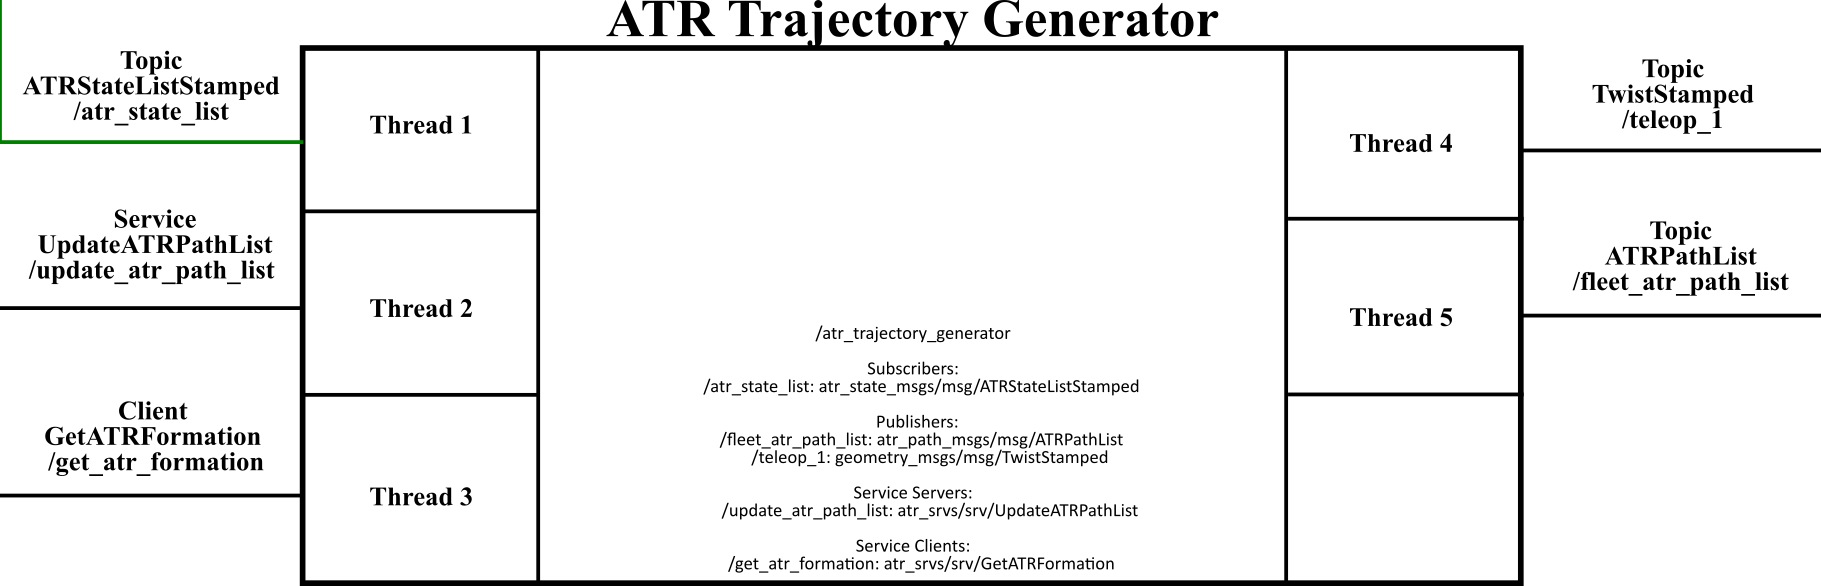 ATR Trajectory Generator
Topic
ATRStateListStamped
/atr_state_list
Service
UpdateATRPathList
/update_atr_path_list
Client
GetATRFormation
/get_atr_formation
Thread 1
Thread 2
Thread 3
/atr_trajectory_generator
Subscribers:
/atr_state_list: atr_state_msgs/msg/ATRStateListStamped
Publishers:
/fleet_atr_path_list: atr_path_msgs/msg/ATRPathList
/teleop_1: geometry_msgs/msg/TwistStamped
Service Servers:
/update_atr_path_list: atr_srvs/srv/UpdateATRPathList
Service Clients:
/get_atr_formation: atr_srvs/srv/GetATRFormation
Thread 4
Thread 5
Topic
TwistStamped
/teleop_1
Topic
ATRPathList
/fleet_atr_path_list